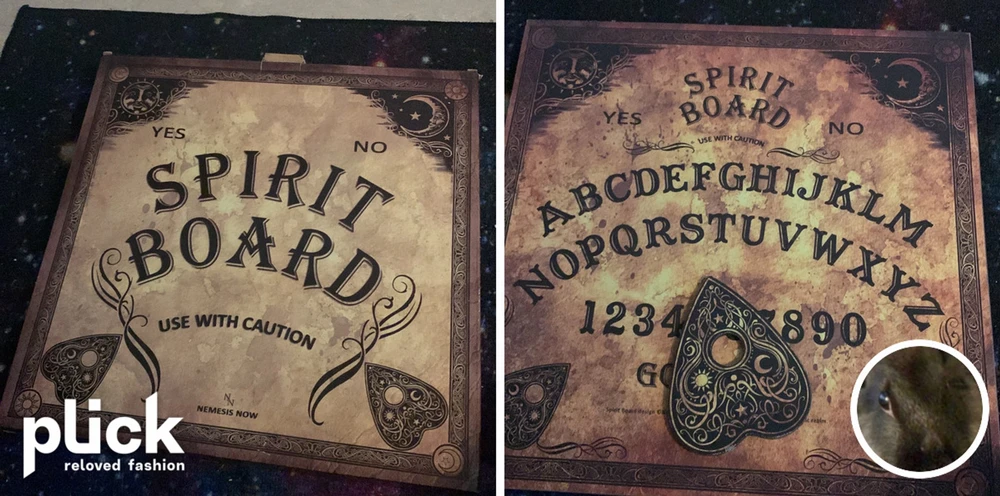 YES
NO
SPIRIT
BOARD
USE WITH CAUTION
NEMESIS NOW
plick
reloved fashion
SPIRIT
BOARD
YES
NO
USE WITH CAUTION
ABCDEFGHIJKLM
NOPQRSTUVWXYZ
1234 890
GO